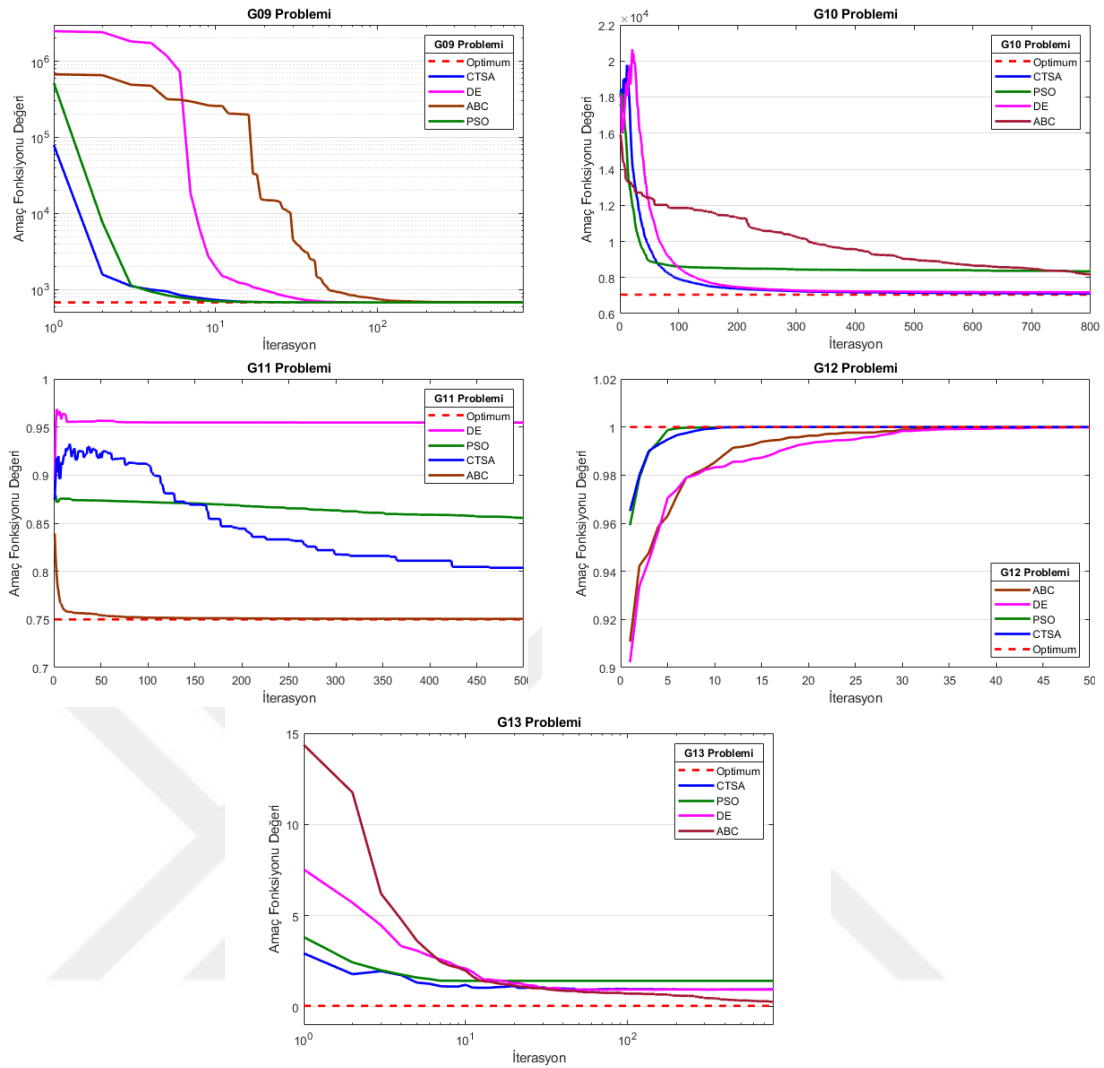 G09 Problemi
Amaç Fonksiyonu Değeri
10^6
10^5
10^4
10^3
10^0
10^1
10^2
İterasyon
G09 Problemi
Optimum
CTSA
DE
ABC
PSO
G10 Problemi
×10^4
Amaç Fonksiyonu Değeri
2.2
2
1.8
1.6
1.4
1.2
1
0.8
0.6
0
100
200
300
400
500
600
700
800
İterasyon
G10 Problemi
Optimum
CTSA
PSO
DE
ABC
G11 Problemi
Amaç Fonksiyonu Değeri
1
0.95
0.9
0.85
0.8
0.75
0.7
0
50
100
150
200
250
300
350
400
450
500
İterasyon
G11 Problemi
Optimum
DE
PSO
CTSA
ABC
G12 Problemi
Amaç Fonksiyonu Değeri
1.02
1
0.98
0.96
0.94
0.92
0.9
0
5
10
15
20
25
30
35
40
45
50
İterasyon
G12 Problemi
ABC
DE
PSO
CTSA
Optimum
G13 Problemi
Amaç Fonksiyonu Değeri
15
10
5
0
10^0
10^1
10^2
İterasyon
G13 Problemi
Optimum
CTSA
PSO
DE
ABC